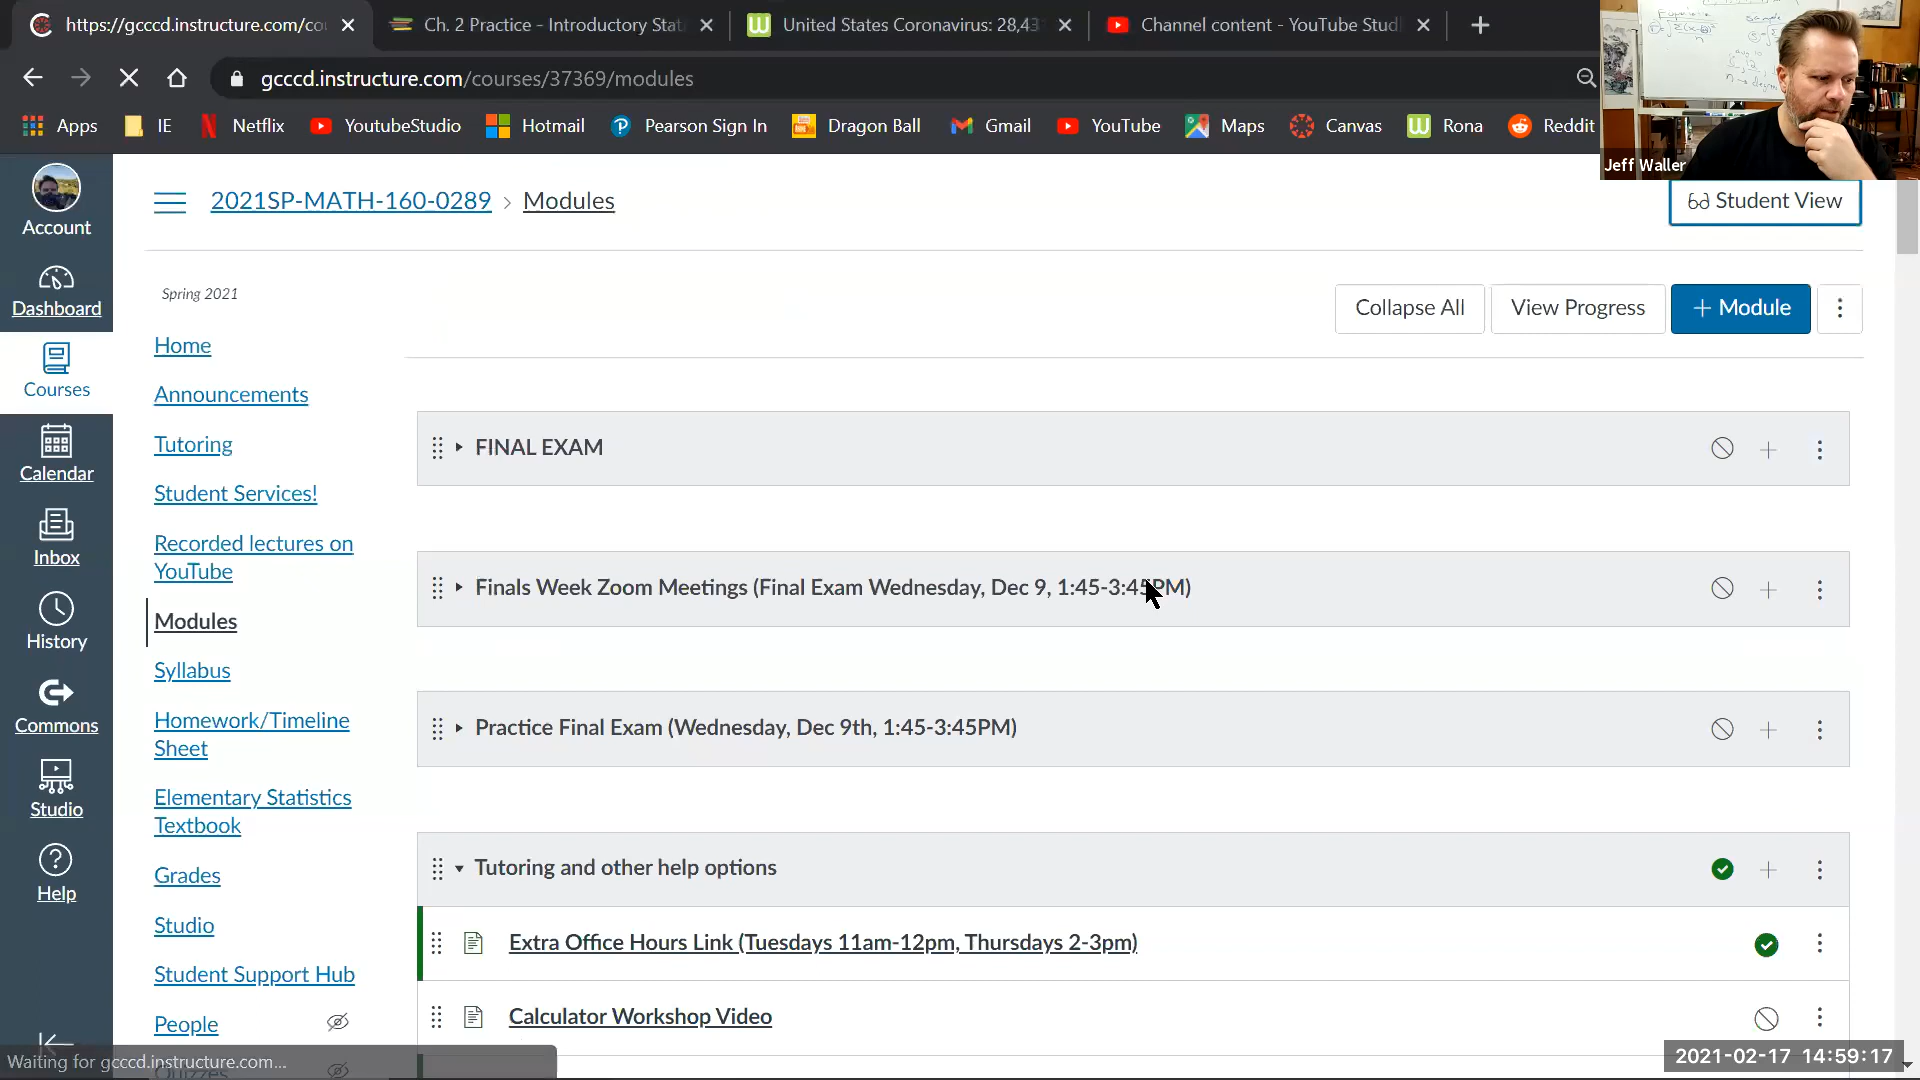 https://gcccd.instructure.com/co
Ch. 2 Practice - Introductory Stat
United States Coronavirus: 28,43
Channel content - YouTube Stud
gcccd.instructure.com/courses/37369/modules
Apps
IE
Netflix
YoutubeStudio
Hotmail
Pearson Sign In
Dragon Ball
Gmail
YouTube
Maps
Canvas
Rona
Reddit
Jeff Waller
Account
Dashboard
Courses
Calendar
Inbox
History
Commons
Studio
Help
2021SP-MATH-160-0289 > Modules
Student View
Spring 2021
Home
Announcements
Tutoring
Student Services!
Recorded lectures on
YouTube
Modules
Syllabus
Homework/Timeline
Sheet
Elementary Statistics
Textbook
Grades
Studio
Student Support Hub
People
Quizzes
Collapse All
View Progress
+ Module
FINAL EXAM
Finals Week Zoom Meetings (Final Exam Wednesday, Dec 9, 1:45-3:45PM)
Practice Final Exam (Wednesday, Dec 9th, 1:45-3:45PM)
Tutoring and other help options
Extra Office Hours Link (Tuesdays 11am-12pm, Thursdays 2-3pm)
Calculator Workshop Video
Waiting for gcccd.instructure.com...
2021-02-17 14:59:17